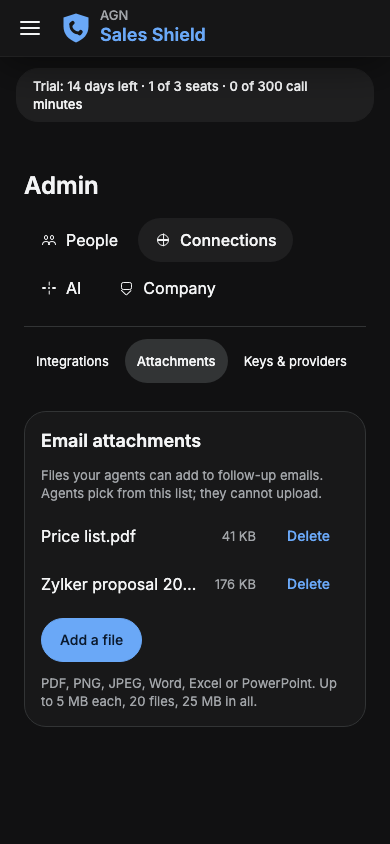 AGN
Sales Shield
Trial: 14 days left · 1 of 3 seats · 0 of 300 call
minutes
Admin
People
Connections
AI
Company
Integrations
Attachments
Keys & providers
Email attachments
Files your agents can add to follow-up emails.
Agents pick from this list; they cannot upload.
Price list.pdf 41 KB Delete
Zylker proposal 20... 176 KB Delete
Add a file
PDF, PNG, JPEG, Word, Excel or PowerPoint. Up
to 5 MB each, 20 files, 25 MB in all.